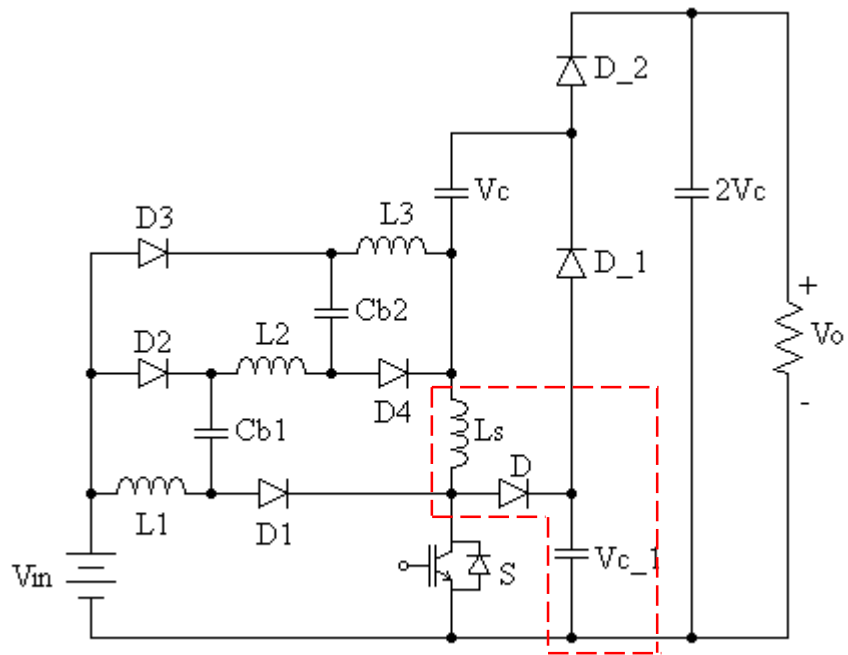 D_2
Vc
2Vc
D3
L3
D_1
+
Cb2
L2
D2
Vo
D4
-
Cb1
Ls
D
L1
D1
Vc_1
Vin
S